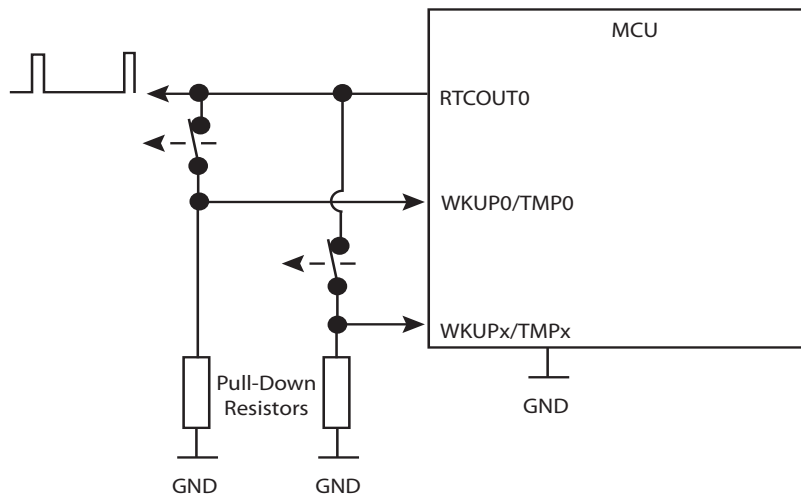 MCU
RTCOUT0
WKUP0/TMP0
WKUPx/TMPx
Pull-Down
Resistors
GND
GND
GND